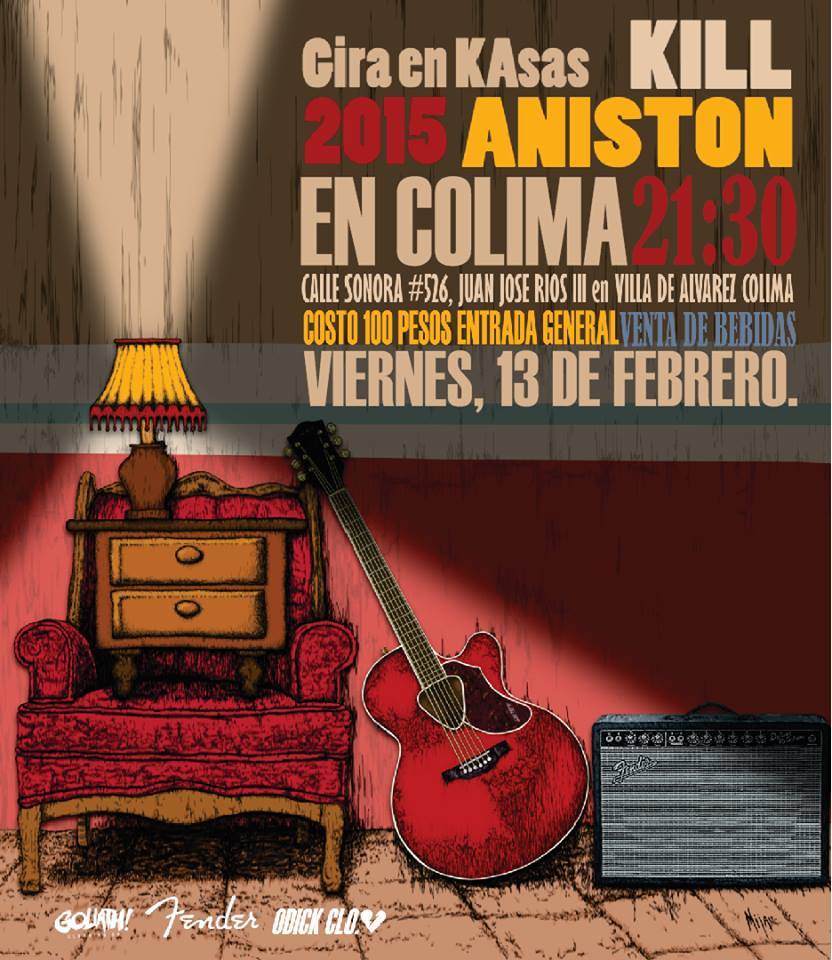 Gira en KAsas KILL
2015 ANISTON
EN COLIMA 21:30
CALLE SONORA #526, JUAN JOSE RIOS III en VILLA DE ALVAREZ COLIMA
COSTO 100 PESOS ENTRADA GENERAL VENTA DE BEBIDAS
VIERNES, 13 DE FEBRERO.
Fender
GOLIATH! Fender ODICK CLO.